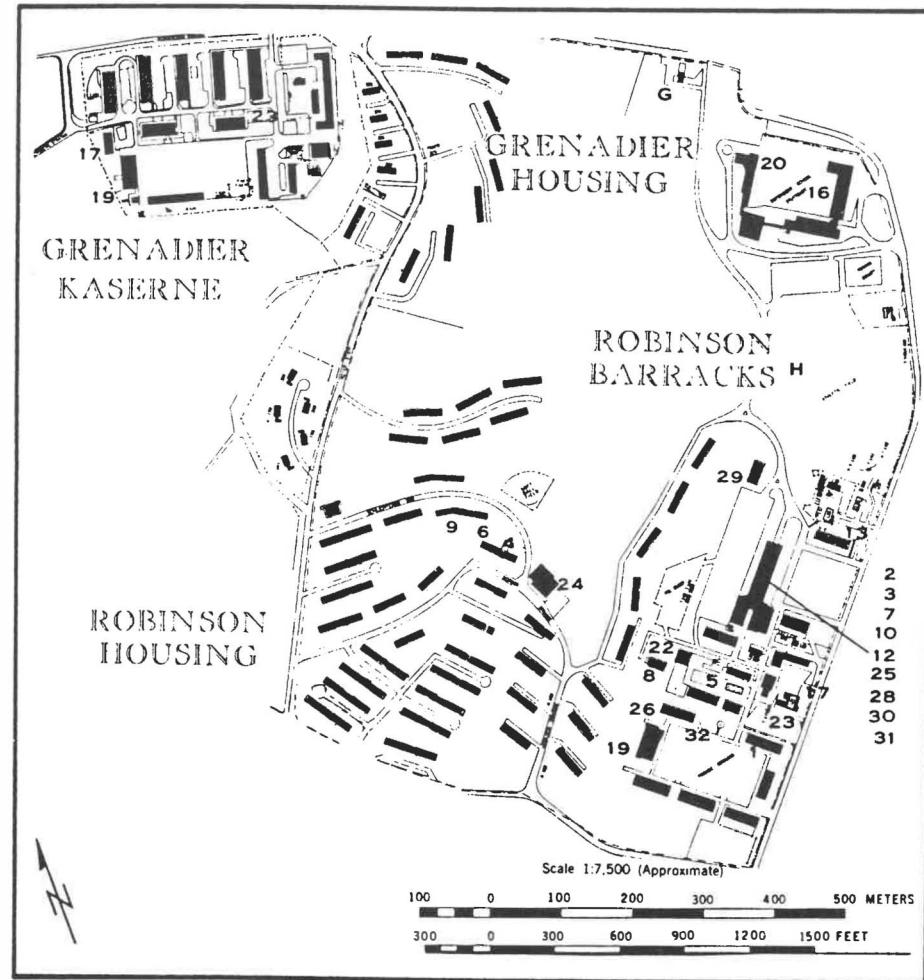 G
GRENADIER
HOUSING
23
17
19
20
16
GRENADIER
KASERNE
ROBINSON
BARRACKS H
29
13
9
6
4
24
2
3
7
10
12
25
28
30
31
ROBINSON
HOUSING
22
8
5
17
26
23
19
32
1
Scale 1:7,500 (Approximate)
100 0 100 200 300 400 500 METERS
300 0 300 600 900 1200 1500 FEET
N